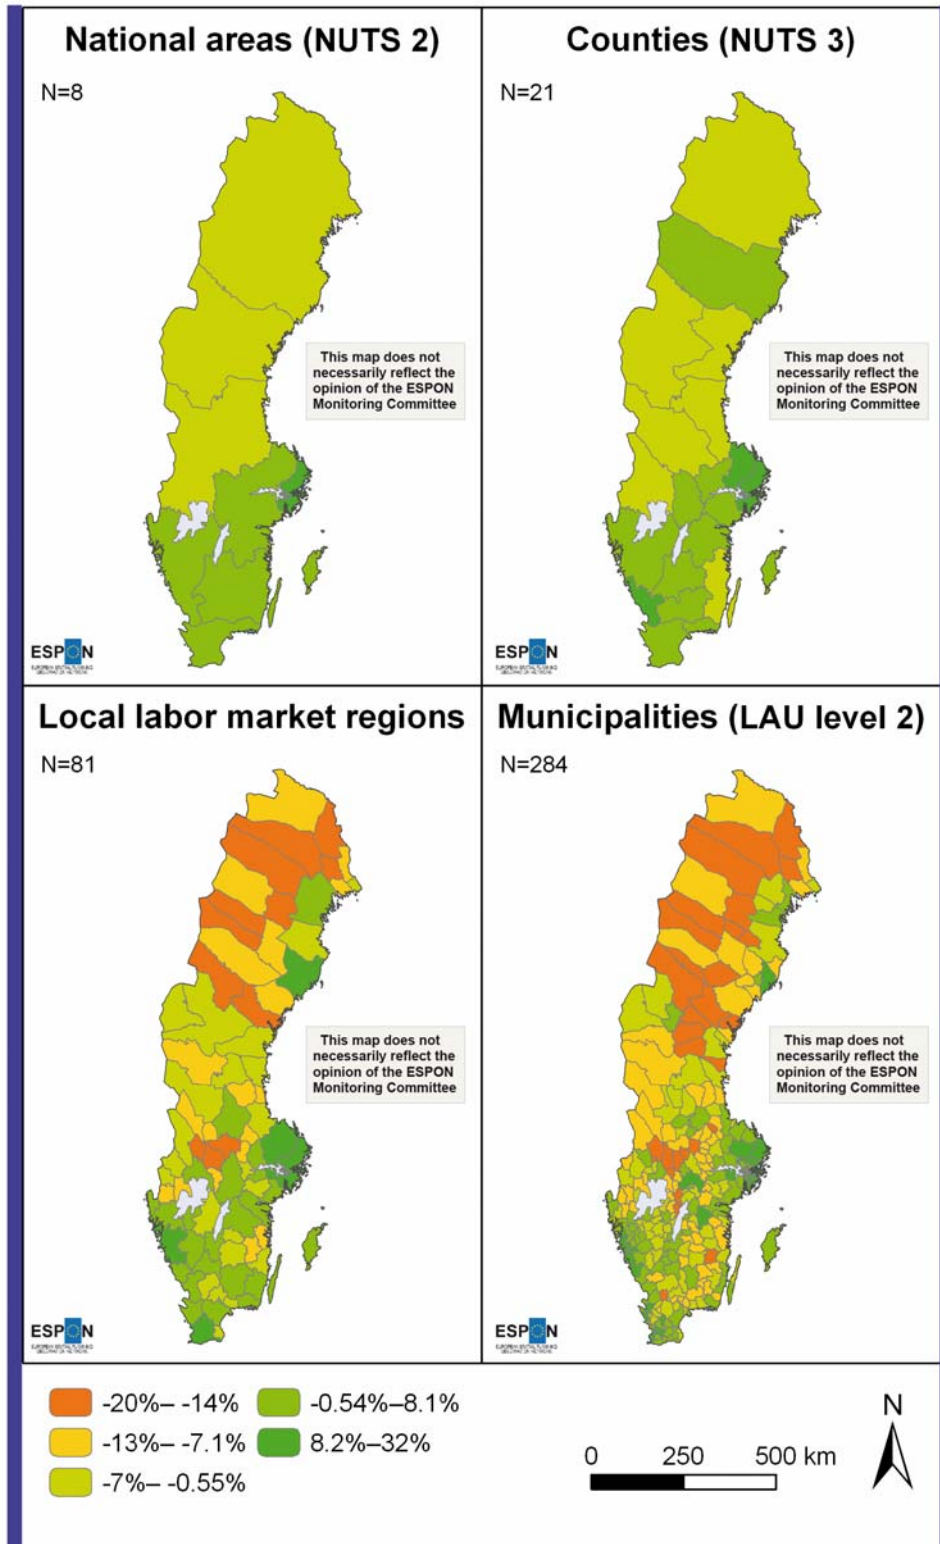 National areas (NUTS 2)
N=8
This map does not
necessarily reflect the
opinion of the ESPON
Monitoring Committee
ESPON
Counties (NUTS 3)
N=21
This map does not
necessarily reflect the
opinion of the ESPON
Monitoring Committee
ESPON
Local labor market regions
N=81
This map does not
necessarily reflect the
opinion of the ESPON
Monitoring Committee
ESPON
Municipalities (LAU level 2)
N=284
This map does not
necessarily reflect the
opinion of the ESPON
Monitoring Committee
ESPON
-20%– -14%
-13%– -7.1%
-7%– -0.55%
-0.54%–8.1%
8.2%–32%
0 250 500 km
N